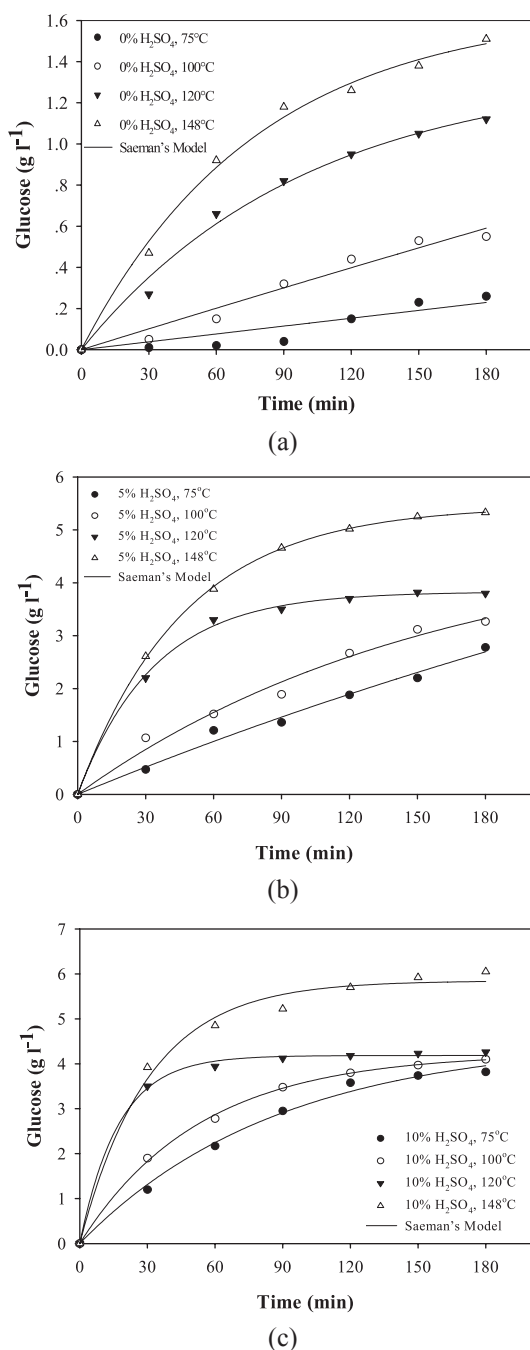 1.6
1.4
1.2
1.0
.8
.6
.4
.2
0.0
Glucose (g l⁻¹)
0% H₂SO₄, 75°C
0% H₂SO₄, 100°C
0% H₂SO₄, 120°C
0% H₂SO₄, 148°C
Saeman's Model
0 30 60 90 120 150 180
Time (min)
(a)
6
5
4
3
2
1
0
Glucose (g l⁻¹)
5% H₂SO₄, 75°C
5% H₂SO₄, 100°C
5% H₂SO₄, 120°C
5% H₂SO₄, 148°C
Saeman's Model
0 30 60 90 120 150 180
Time (min)
(b)
7
6
5
4
3
2
1
0
Glucose (g l⁻¹)
10% H₂SO₄, 75°C
10% H₂SO₄, 100°C
10% H₂SO₄, 120°C
10% H₂SO₄, 148°C
Saeman's Model
0 30 60 90 120 150 180
Time (min)
(c)